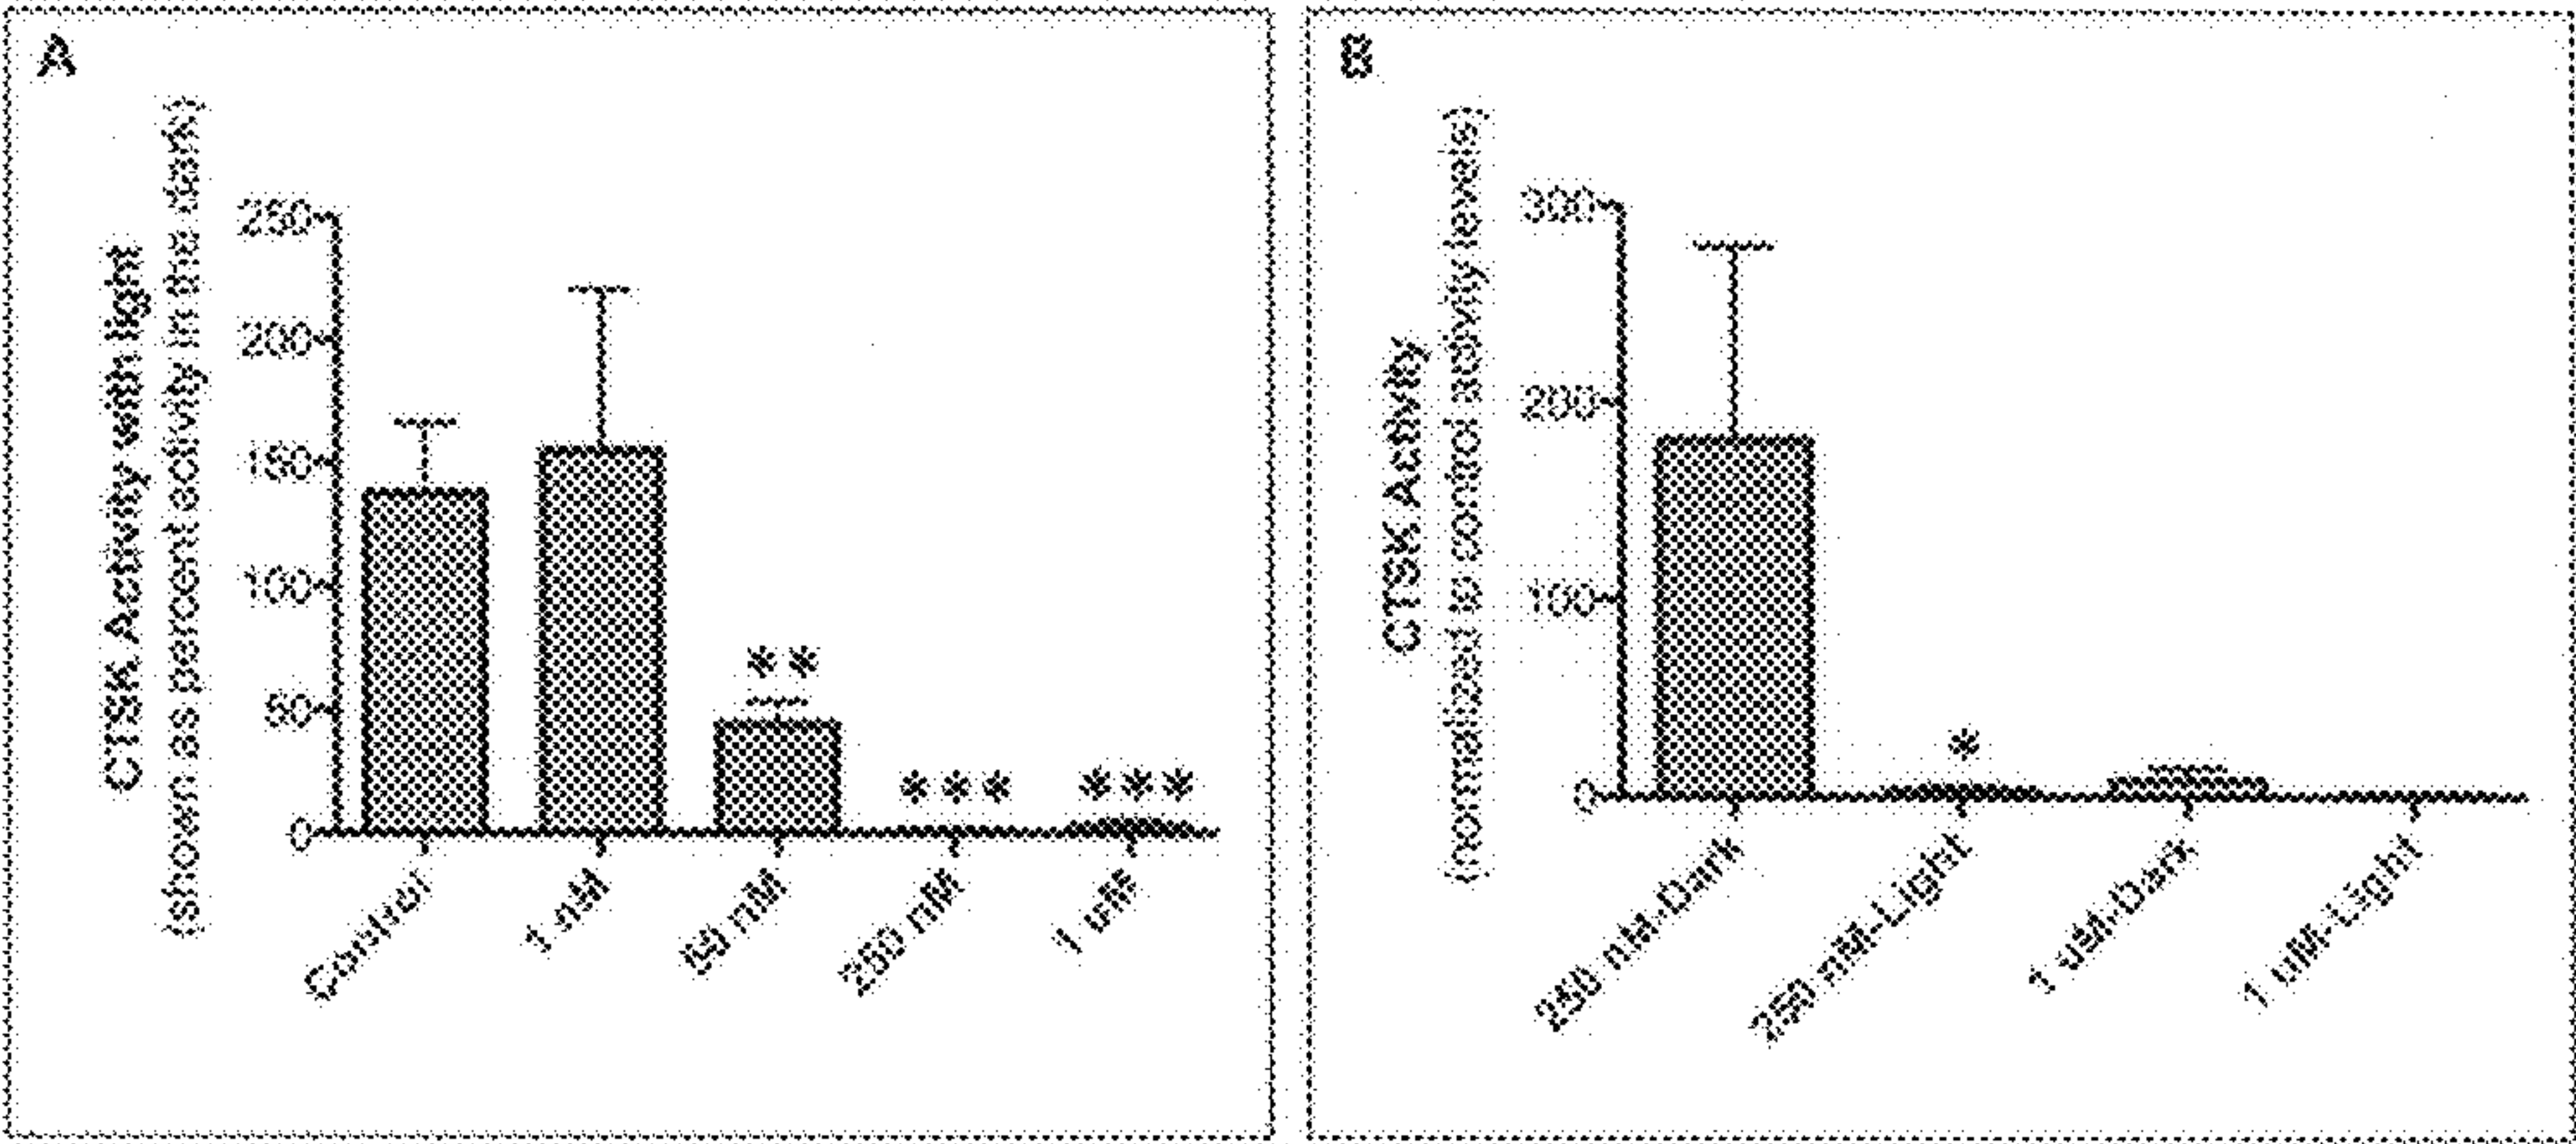 A
CTSK Activity with light
(shown as percent activity in the dark)
250
200
150
100
50
0
** 
***
***
Control
1 nM
50 nM
250 nM
1 uM
B
CTSK Activity
(normalized to control activity levels)
300
200
100
0
*
250 nM-Dark
250 nM-Light
1 uM-Dark
1 uM-Light